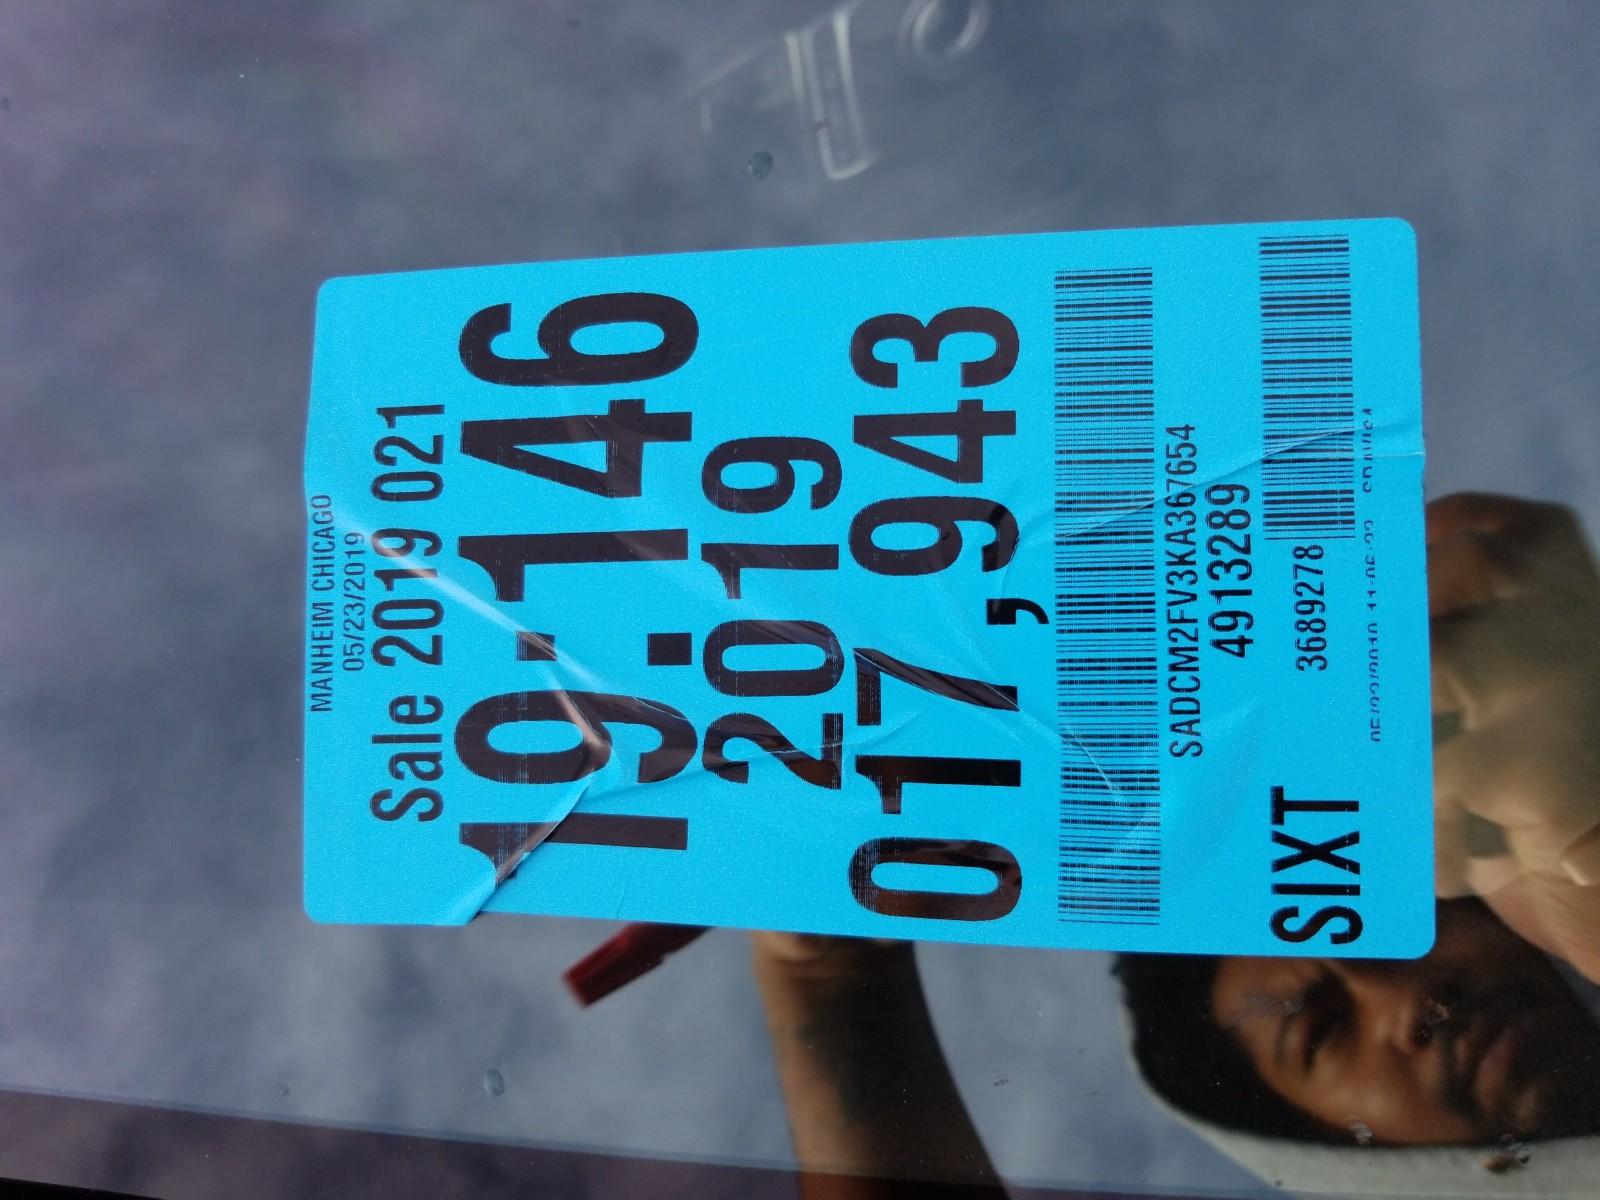 MANHEIM CHICAGO
05/23/2019
Sale 2019 021
19:146
2019
017,943
SADCM2FV3KA367654
4913289
3689278
SIXT